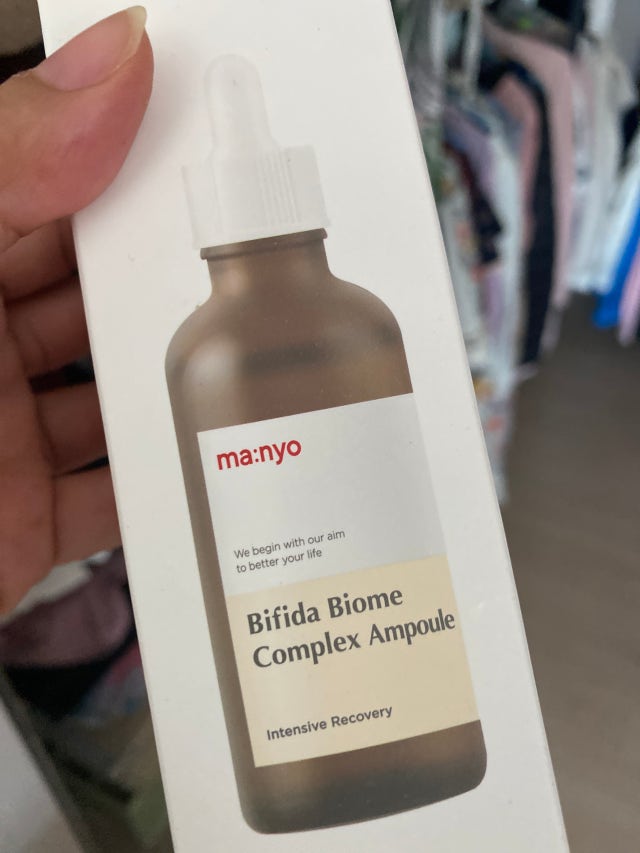 ma:nyo
We begin with our aim
to better your life
Bifida Biome
Complex Ampoule
Intensive Recovery